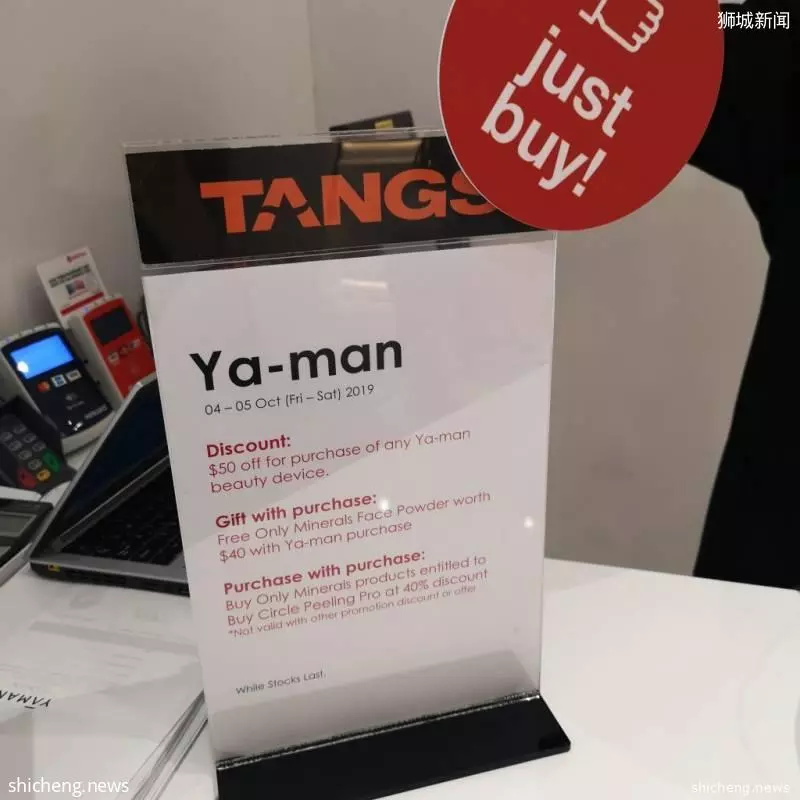 狮城新闻
just
buy!
TANGS
Ya-man
04 – 05 Oct (Fri – Sat) 2019
Discount:
$50 off for purchase of any Ya-man
beauty device.
Gift with purchase:
Free Only Minerals Face Powder worth
$40 with Ya-man purchase
Purchase with purchase:
Buy Only Minerals products entitled to
Buy Circle Peeling Pro at 40% discount
*Not valid with other promotion discount or offer
While Stocks Last.
YAMAN
shicheng.news
shicheng.news